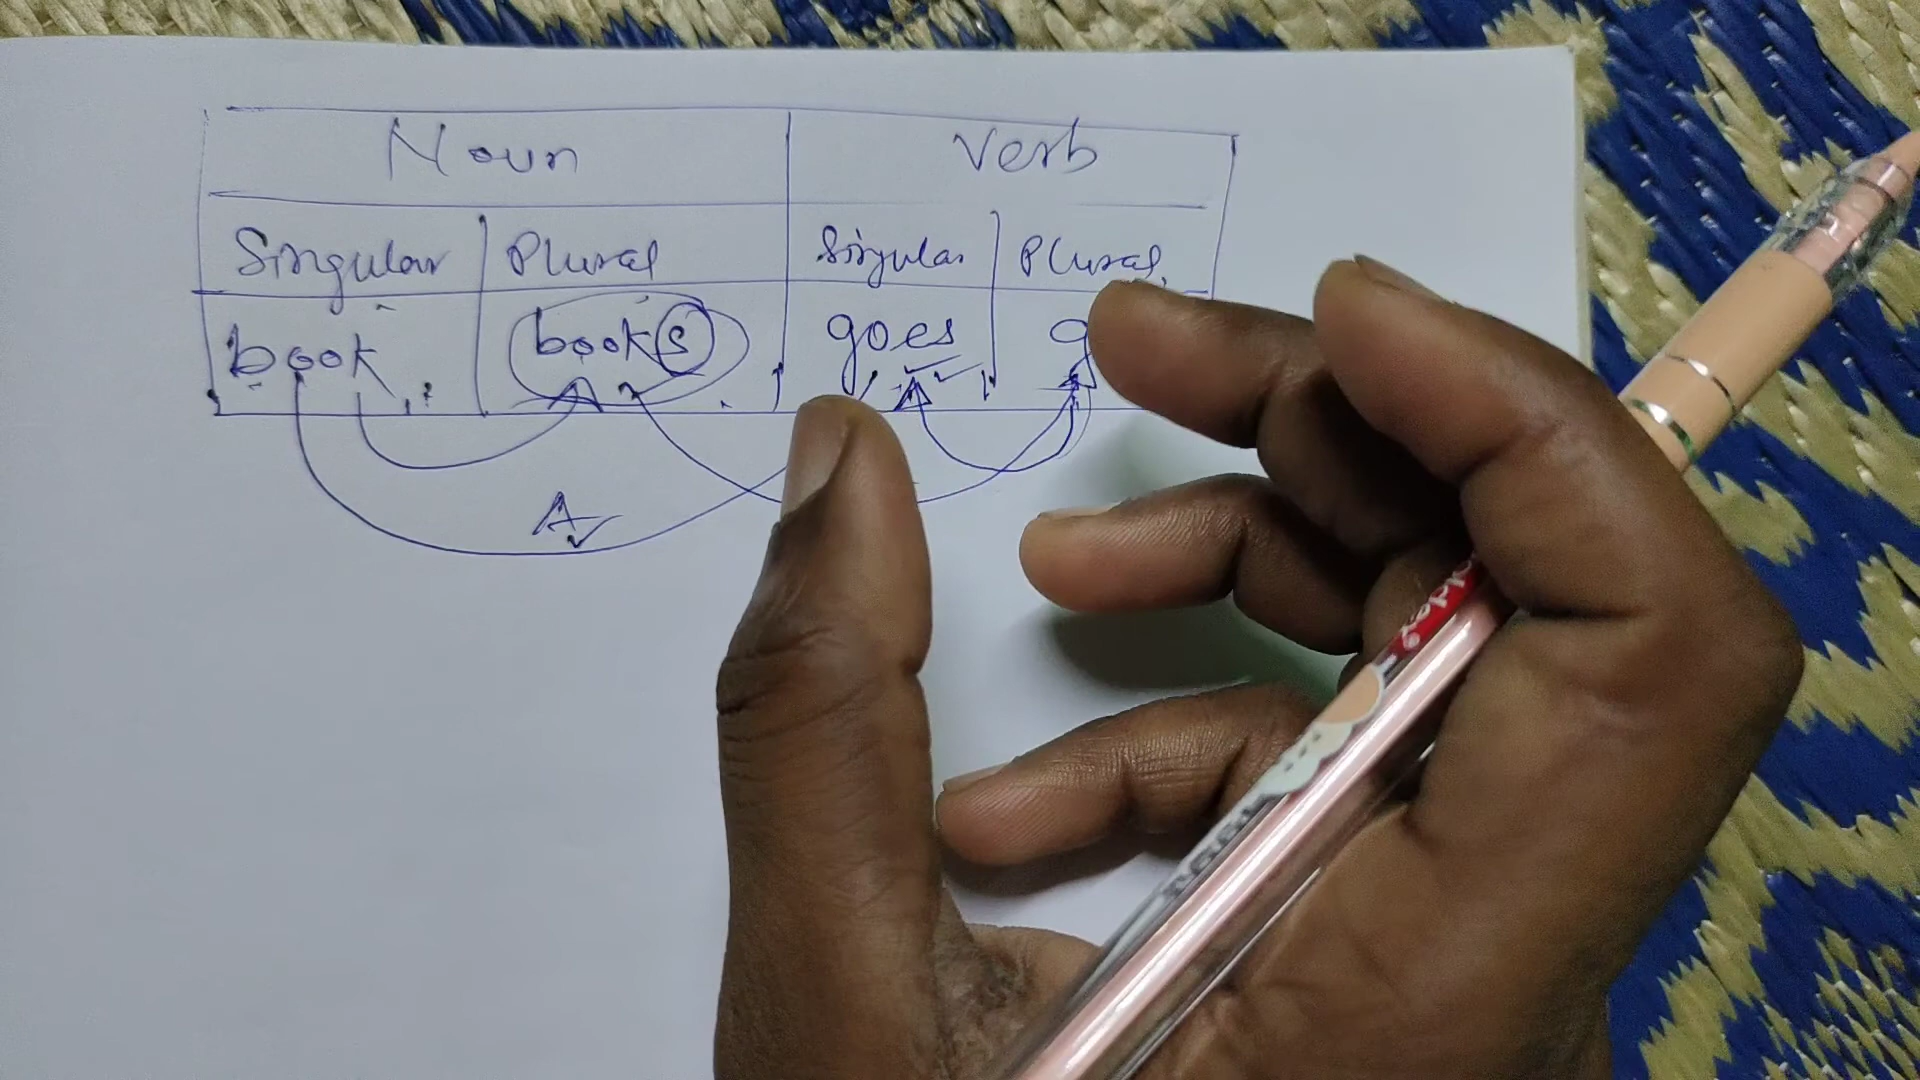 Noun Verb
Singular Plural Singular Plural
book books goes g
A